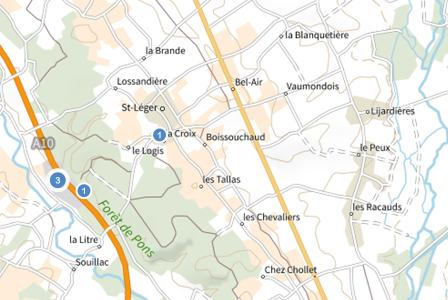 la Blanquetière
la Brande
Lossandière
Bel-Air
Vaumondois
St-Léger
Lijardières
1
a Croix
Boissouchaud
A10
le Logis
le Peux
3
1
les Tallas
Forêt de Pons
les Racauds
les Chevaliers
la Litre
Souillac
Chez Chollet